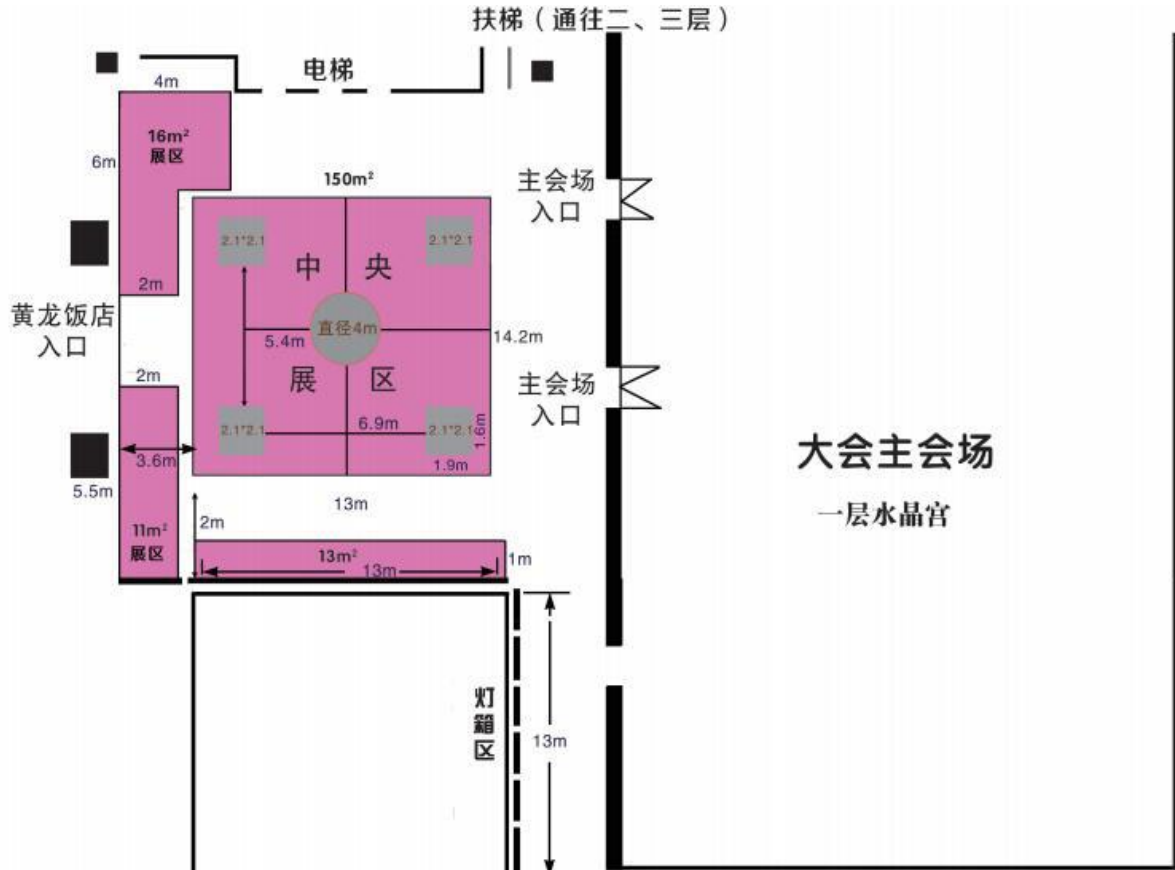 扶梯（通往二、三层）
电梯
4m
16m²
展区
6m
150m²
主会场
入口
2.1*2.1
2.1*2.1
中央
2m
黄龙饭店
入口
直径4m
5.4m
14.2m
2m
展区
主会场
入口
2.1*2.1
6.9m
2.1*2.1
1.6m
3.6m
1.9m
5.5m
大会主会场
13m
一层水晶宫
2m
11m²
展区
13m²
13m
1m
灯箱区
13m